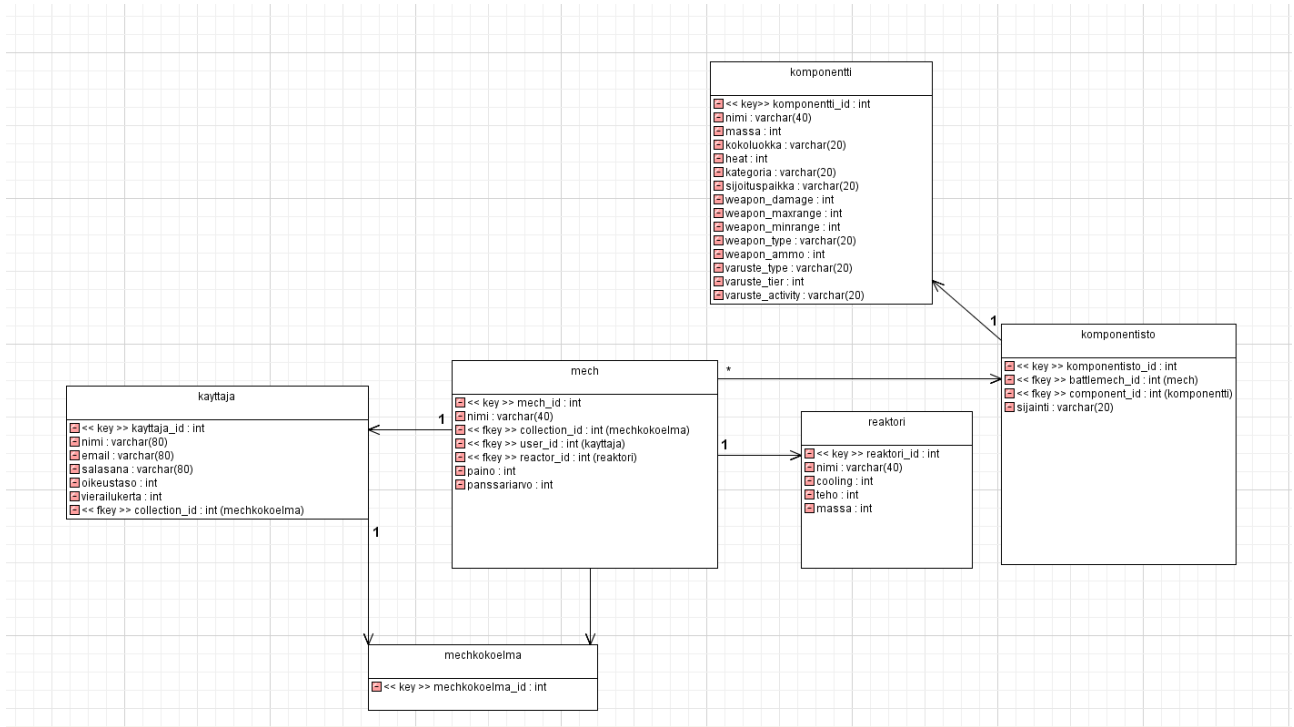 komponentti
<< key>> komponentti_id : int
nimi : varchar(40)
massa : int
kokoluokka : varchar(20)
heat : int
kategoria : varchar(20)
sijoituspaikka : varchar(20)
weapon_damage : int
weapon_maxrange : int
weapon_minrange : int
weapon_type : varchar(20)
weapon_ammo : int
varuste_type : varchar(20)
varuste_tier : int
varuste_activity : varchar(20)
1
komponentisto
<< key >> komponentisto_id : int
<< fkey >> battlemech_id : int (mech)
<< fkey >> component_id : int (komponentti)
sijainti : varchar(20)
mech
<< key >> mech_id : int
nimi : varchar(40)
<< fkey >> collection_id : int (mechkokoelma)
<< fkey >> user_id : int (kayttaja)
<< fkey >> reactor_id : int (reaktori)
paino : int
panssariarvo : int
*
1
1
kayttaja
<< key >> kayttaja_id : int
nimi : varchar(80)
email : varchar(80)
salasana : varchar(80)
oikeustaso : int
vierailukerta : int
<< fkey >> collection_id : int (mechkokoelma)
1
reaktori
<< key >> reaktori_id : int
nimi : varchar(40)
cooling : int
teho : int
massa : int
mechkokoelma
<< key >> mechkokoelma_id : int